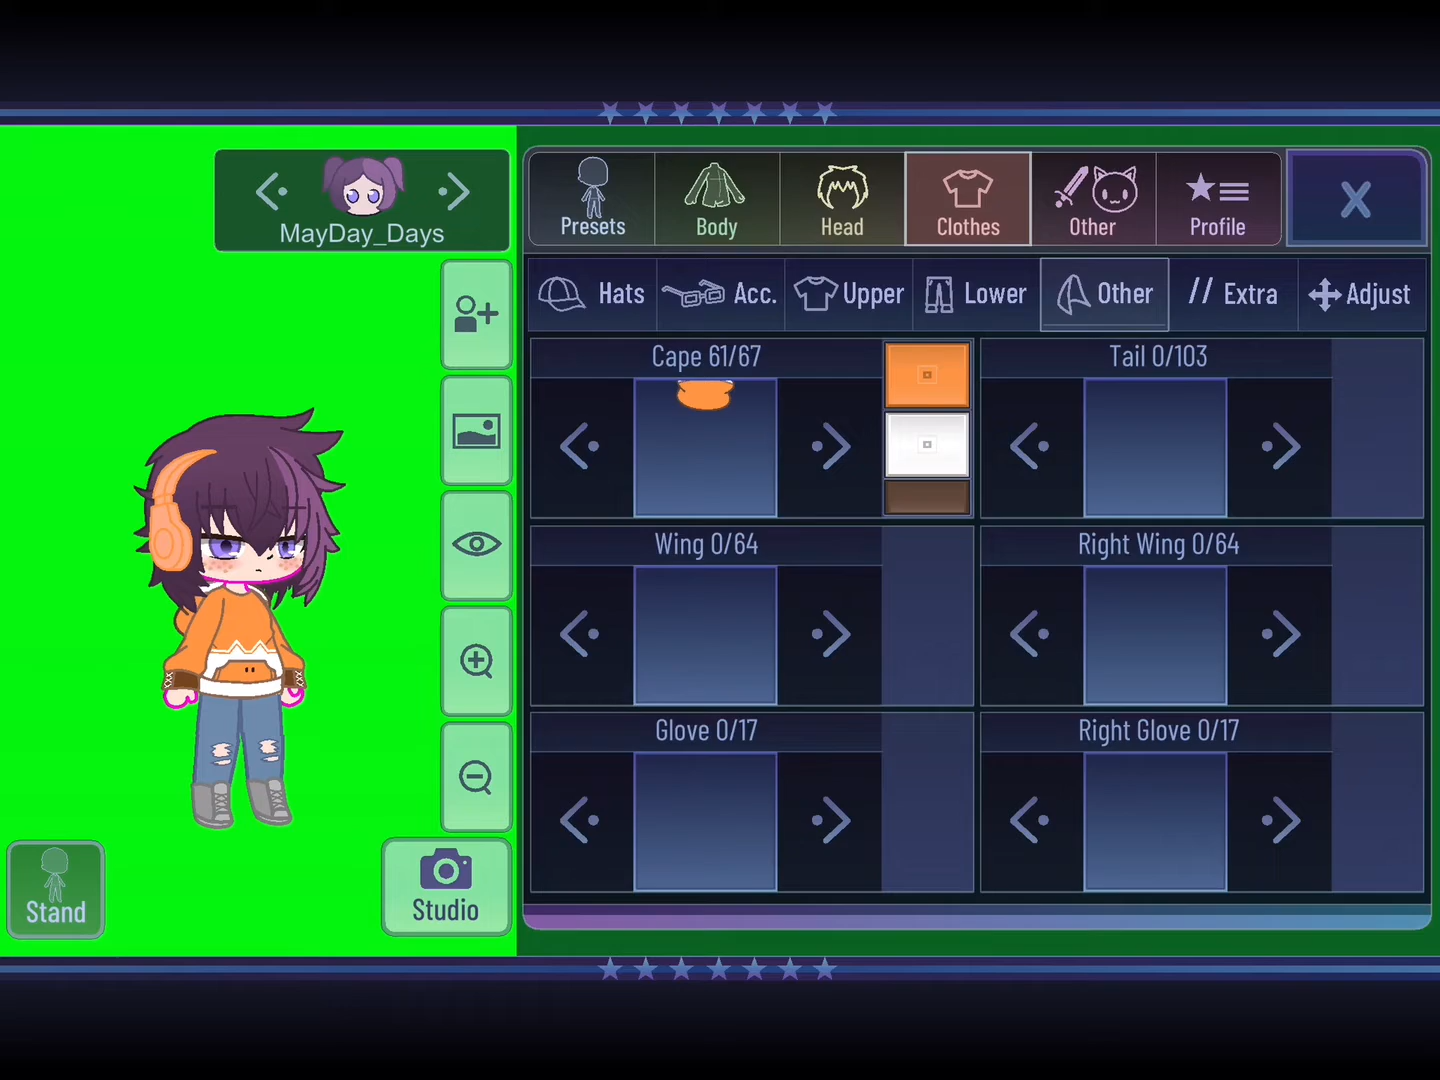 MayDay_Days
Presets
Body
Head
Clothes
Other
Profile
X
Hats
Acc.
Upper
Lower
Other
Extra
Adjust
Cape 61/67
Tail 0/103
Wing 0/64
Right Wing 0/64
Glove 0/17
Right Glove 0/17
Stand
Studio